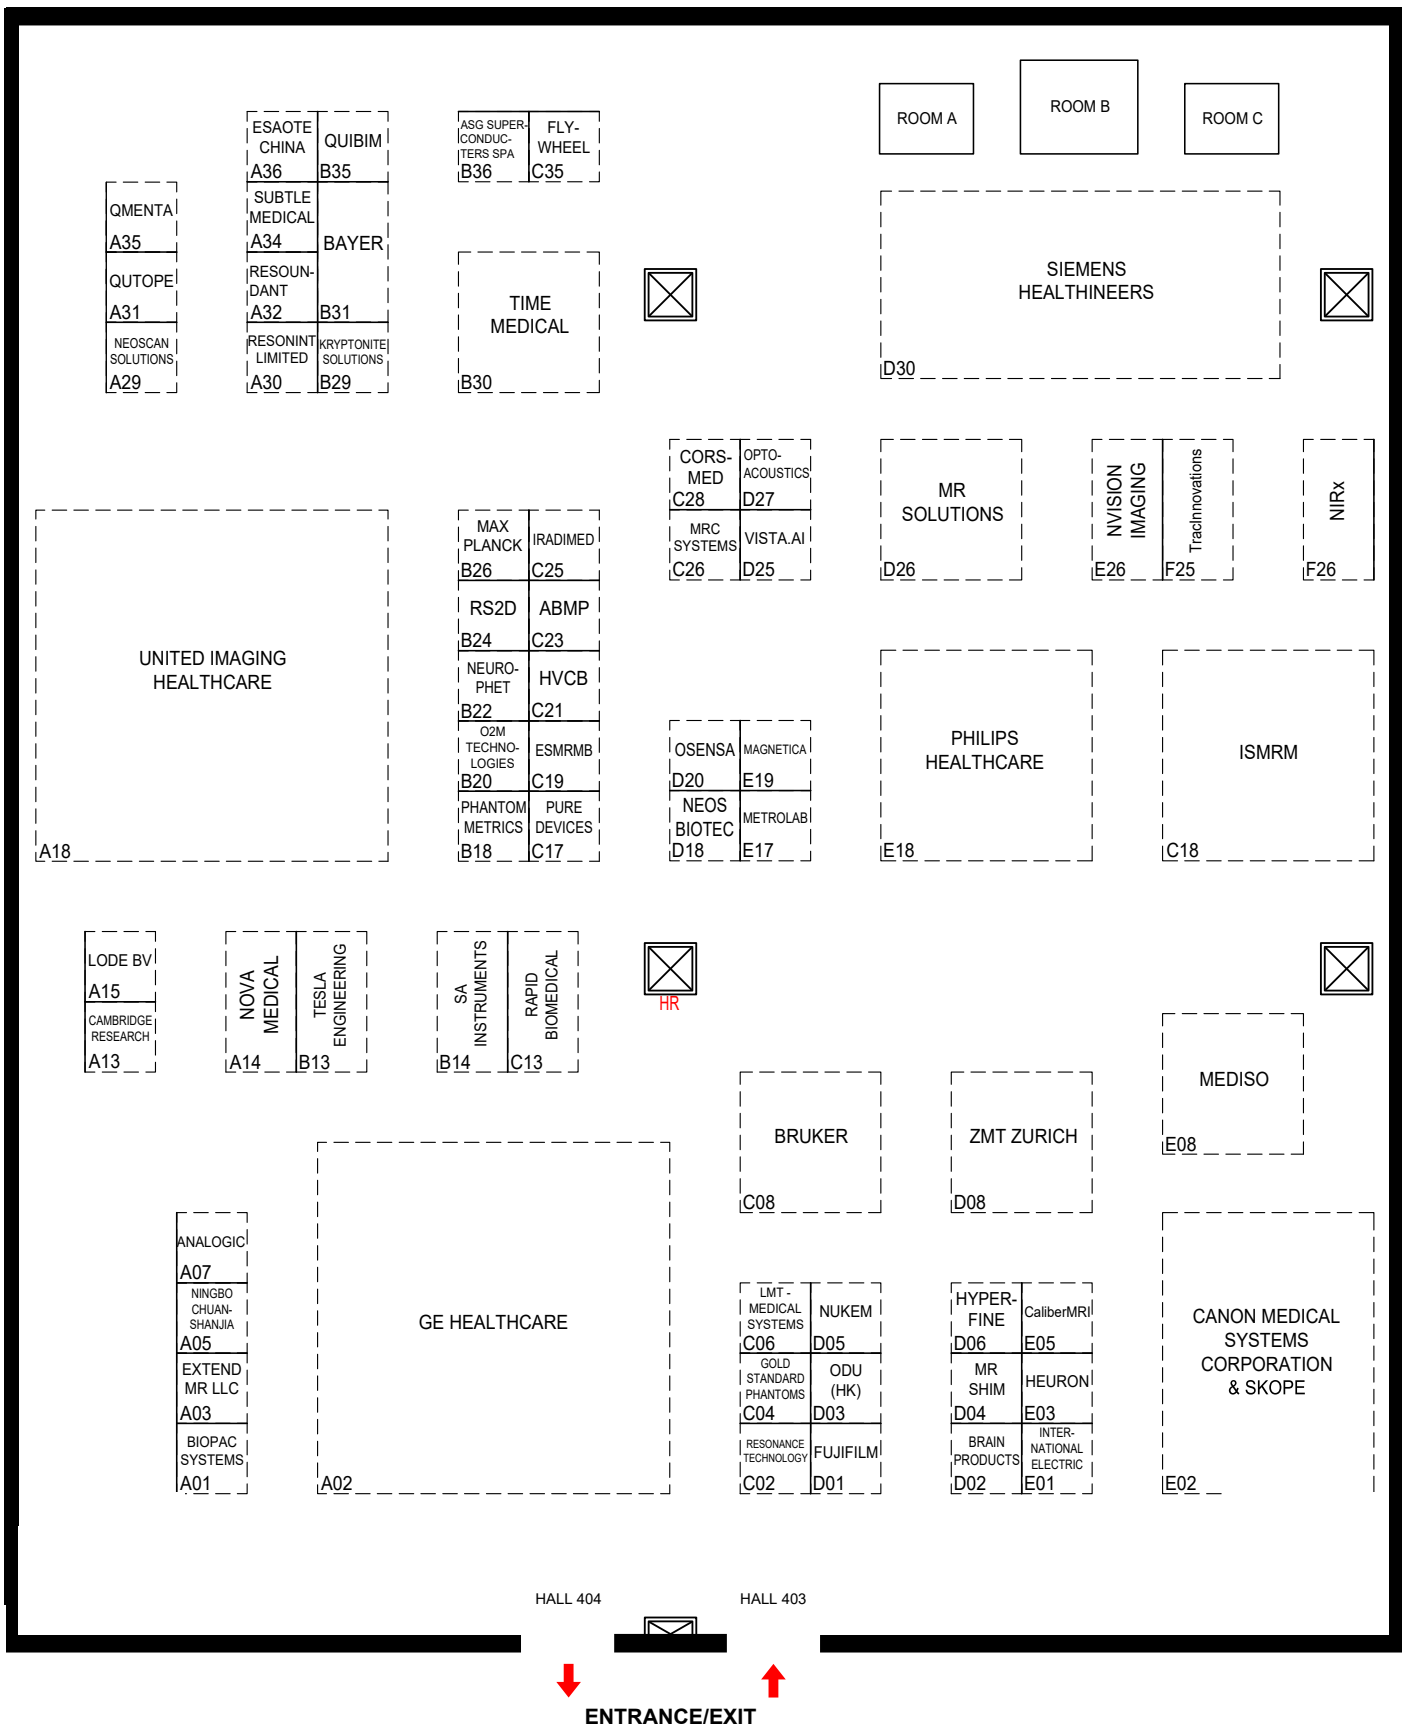 ROOM A
ROOM B
ROOM C
ESAOTE
CHINA
A36
QUIBIM
B35
ASG SUPER-
CONDUC-
TERS SPA
B36
FLY-
WHEEL
C35
QMENTA
A35
SUBTLE
MEDICAL
A34
BAYER
B31
QUTOPE
A31
RESOUN-
DANT
A32
NEOSCAN
SOLUTIONS
A29
RESONINT
LIMITED
A30
KRYPTONITE
SOLUTIONS
B29
TIME
MEDICAL
B30
SIEMENS
HEALTHINEERS
D30
CORS-
MED
C28
OPTO-
ACOUSTICS
D27
MRC
SYSTEMS
C26
VISTA.AI
D25
MR
SOLUTIONS
D26
NVISION
IMAGING
E26
TracInnovations
F25
NIRx
F26
UNITED IMAGING
HEALTHCARE
A18
MAX
PLANCK
B26
IRADIMED
C25
RS2D
B24
ABMP
C23
NEURO-
PHET
B22
HVCB
C21
O2M
TECHNO-
LOGIES
B20
ESMRMB
C19
PHANTOM
METRICS
B18
PURE
DEVICES
C17
OSENSA
D20
MAGNETICA
E19
NEOS
BIOTEC
D18
METROLAB
E17
PHILIPS
HEALTHCARE
E18
ISMRM
C18
LODE BV
A15
CAMBRIDGE
RESEARCH
A13
NOVA
MEDICAL
A14
TESLA
ENGINEERING
B13
SA
INSTRUMENTS
B14
RAPID
BIOMEDICAL
C13
HR
BRUKER
C08
ZMT ZURICH
D08
MEDISO
E08
ANALOGIC
A07
NINGBO
CHUAN-
SHANJIA
A05
EXTEND
MR LLC
A03
BIOPAC
SYSTEMS
A01
GE HEALTHCARE
A02
LMT -
MEDICAL
SYSTEMS
C06
NUKEM
D05
GOLD
STANDARD
PHANTOMS
C04
ODU
(HK)
D03
RESONANCE
TECHNOLOGY
C02
FUJIFILM
D01
HYPER-
FINE
D06
CaliberMRI
E05
MR
SHIM
D04
HEURON
E03
BRAIN
PRODUCTS
D02
INTER-
NATIONAL
ELECTRIC
E01
CANON MEDICAL
SYSTEMS
CORPORATION
& SKOPE
E02
HALL 404
HALL 403
ENTRANCE/EXIT